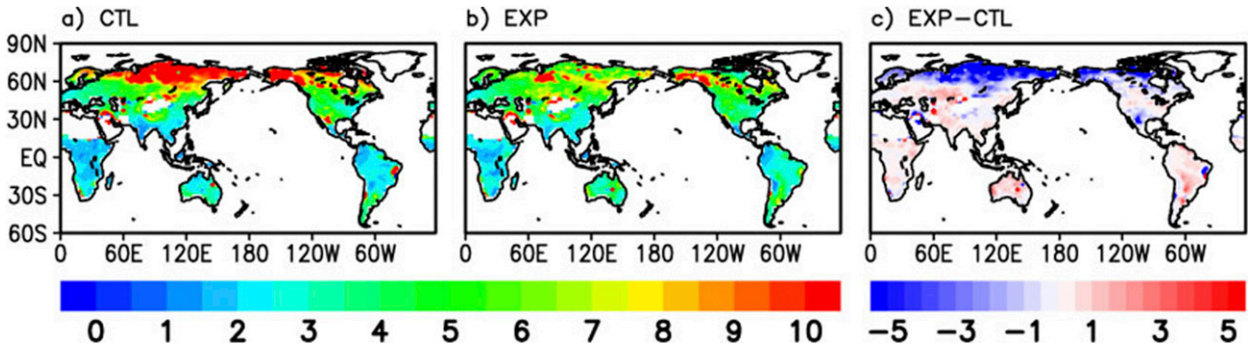 a) CTL b) EXP c) EXP−CTL
90N
60N
30N
EQ
30S
60S
0 60E 120E 180 120W 60W 0 60E 120E 180 120W 60W 0 60E 120E 180 120W 60W
0 1 2 3 4 5 6 7 8 9 10 −5 −3 −1 1 3 5